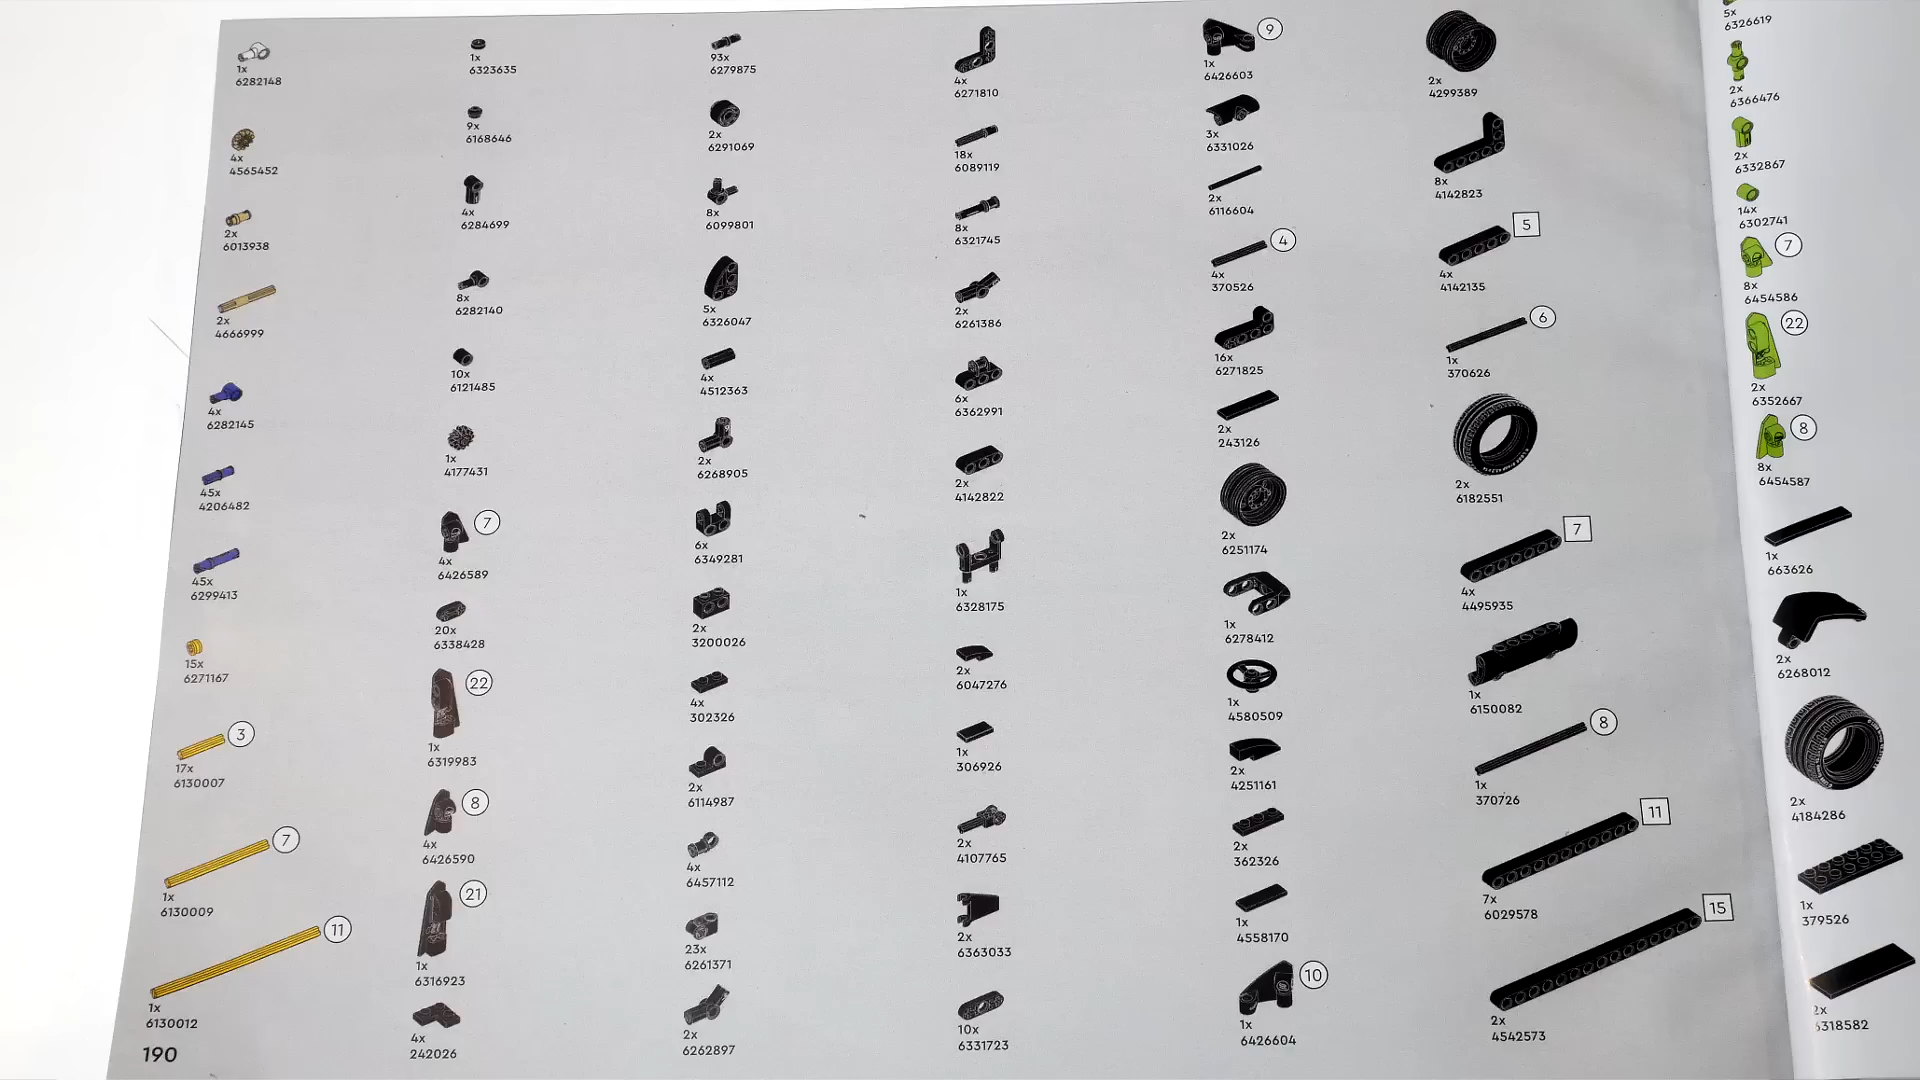 1x
6282148
4x
4565452
2x
6013938
2x
4666999
4x
6282145
45x
4206482
45x
6299413
15x
6271167
3
17x
6130007
7
1x
6130009
11
1x
6130012
190
1x
6323635
9x
6168646
4x
6284699
8x
6282140
10x
6121485
1x
4177431
7
4x
6426589
20x
6338428
22
1x
6319983
8
4x
6426590
21
1x
6316923
4x
242026
93x
6279875
2x
6291069
8x
6099801
5x
6326047
4x
4512363
2x
6268905
6x
6349281
2x
3200026
4x
302326
2x
6114987
4x
6457112
23x
6261371
2x
6262897
4x
6271810
18x
6089119
8x
6321745
2x
6261386
6x
6362991
2x
4142822
1x
6328175
2x
6047276
1x
306926
2x
4107765
2x
6363033
10x
6331723
9
1x
6426603
3x
6331026
2x
6116604
4
4x
370526
16x
6271825
2x
243126
2x
6251174
1x
6278412
1x
4580509
2x
4251161
2x
362326
1x
4558170
10
1x
6426604
2x
4299389
8x
4142823
5
4x
4142135
6
1x
370626
2x
6182551
7
4x
4495935
1x
6150082
8
1x
370726
11
7x
6029578
15
2x
4542573
5x
6326619
2x
6366476
2x
6332867
14x
6302741
7
8x
6454586
22
2x
6352667
8
8x
6454587
1x
663626
2x
6268012
2x
4184286
1x
379526
2x
6318582